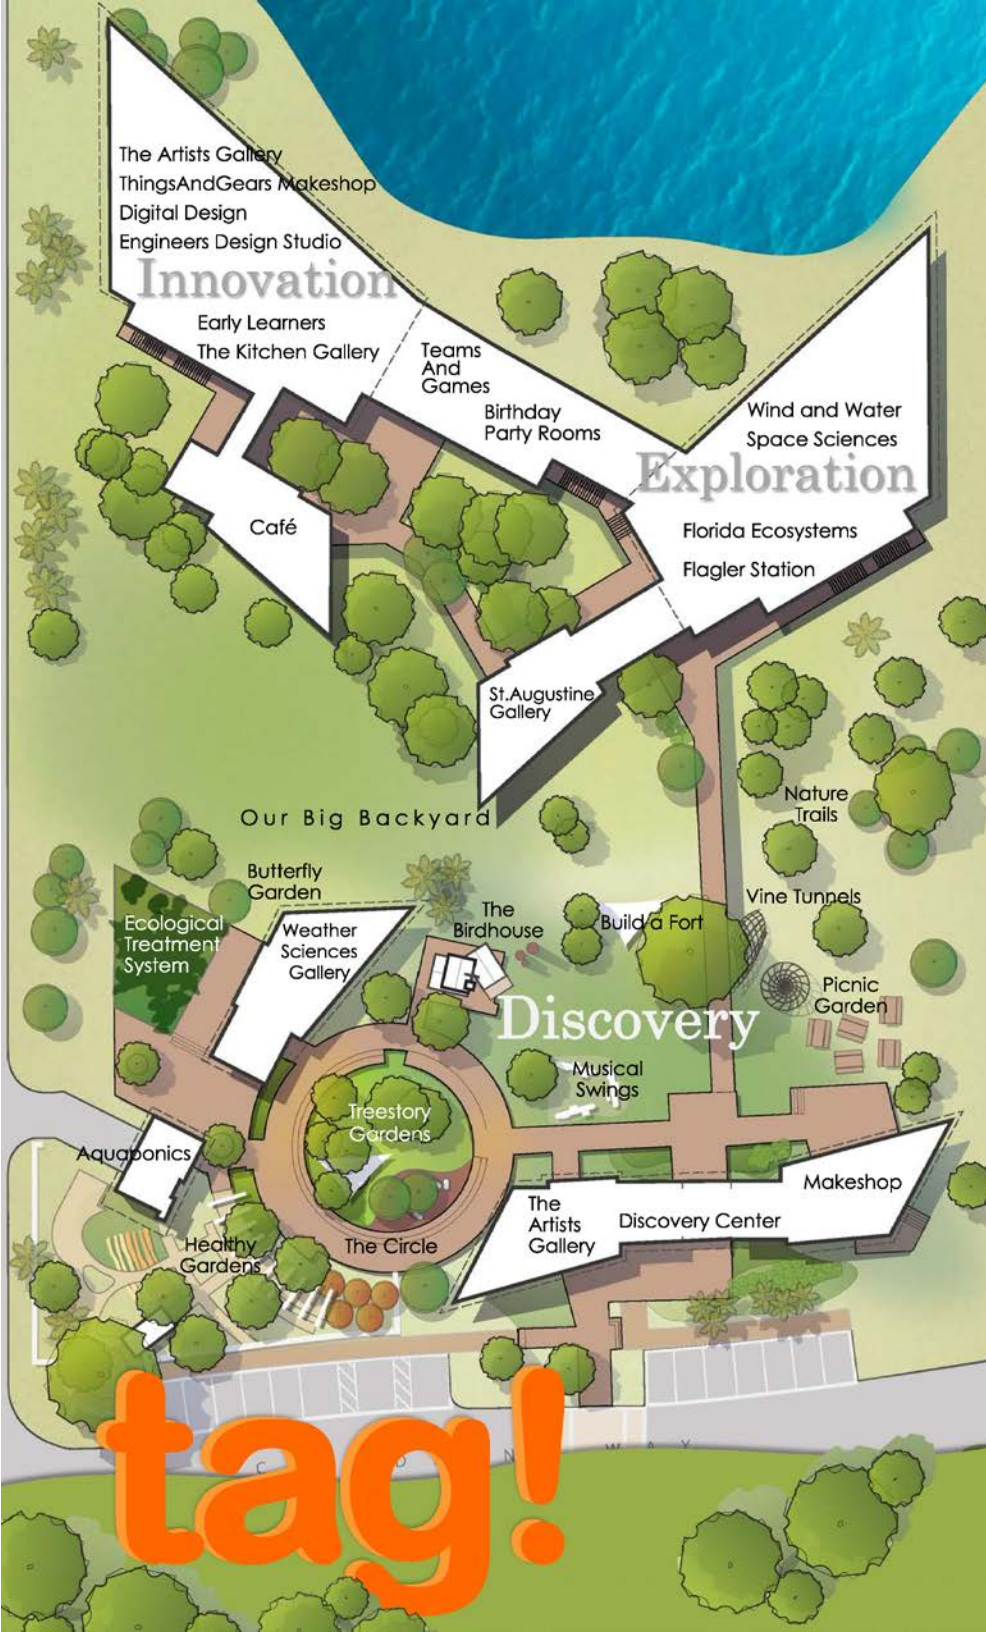 The Artists Gallery
ThingsAndGears Makeshop
Digital Design
Engineers Design Studio
Innovation
Early Learners
The Kitchen Gallery
Teams
And
Games
Birthday
Party Rooms
Wind and Water
Space Sciences
Exploration
Florida Ecosystems
Flagler Station
Café
St.Augustine
Gallery
Our Big Backyard
Nature
Trails
Butterfly
Garden
Ecological
Treatment
System
Weather
Sciences
Gallery
The
Birdhouse
Build a Fort
Vine Tunnels
Picnic
Garden
Discovery
Musical
Swings
Treestory
Gardens
Aquaponics
Healthy
Gardens
The Circle
The
Artists
Gallery
Discovery Center
Makeshop
tag!
WAY